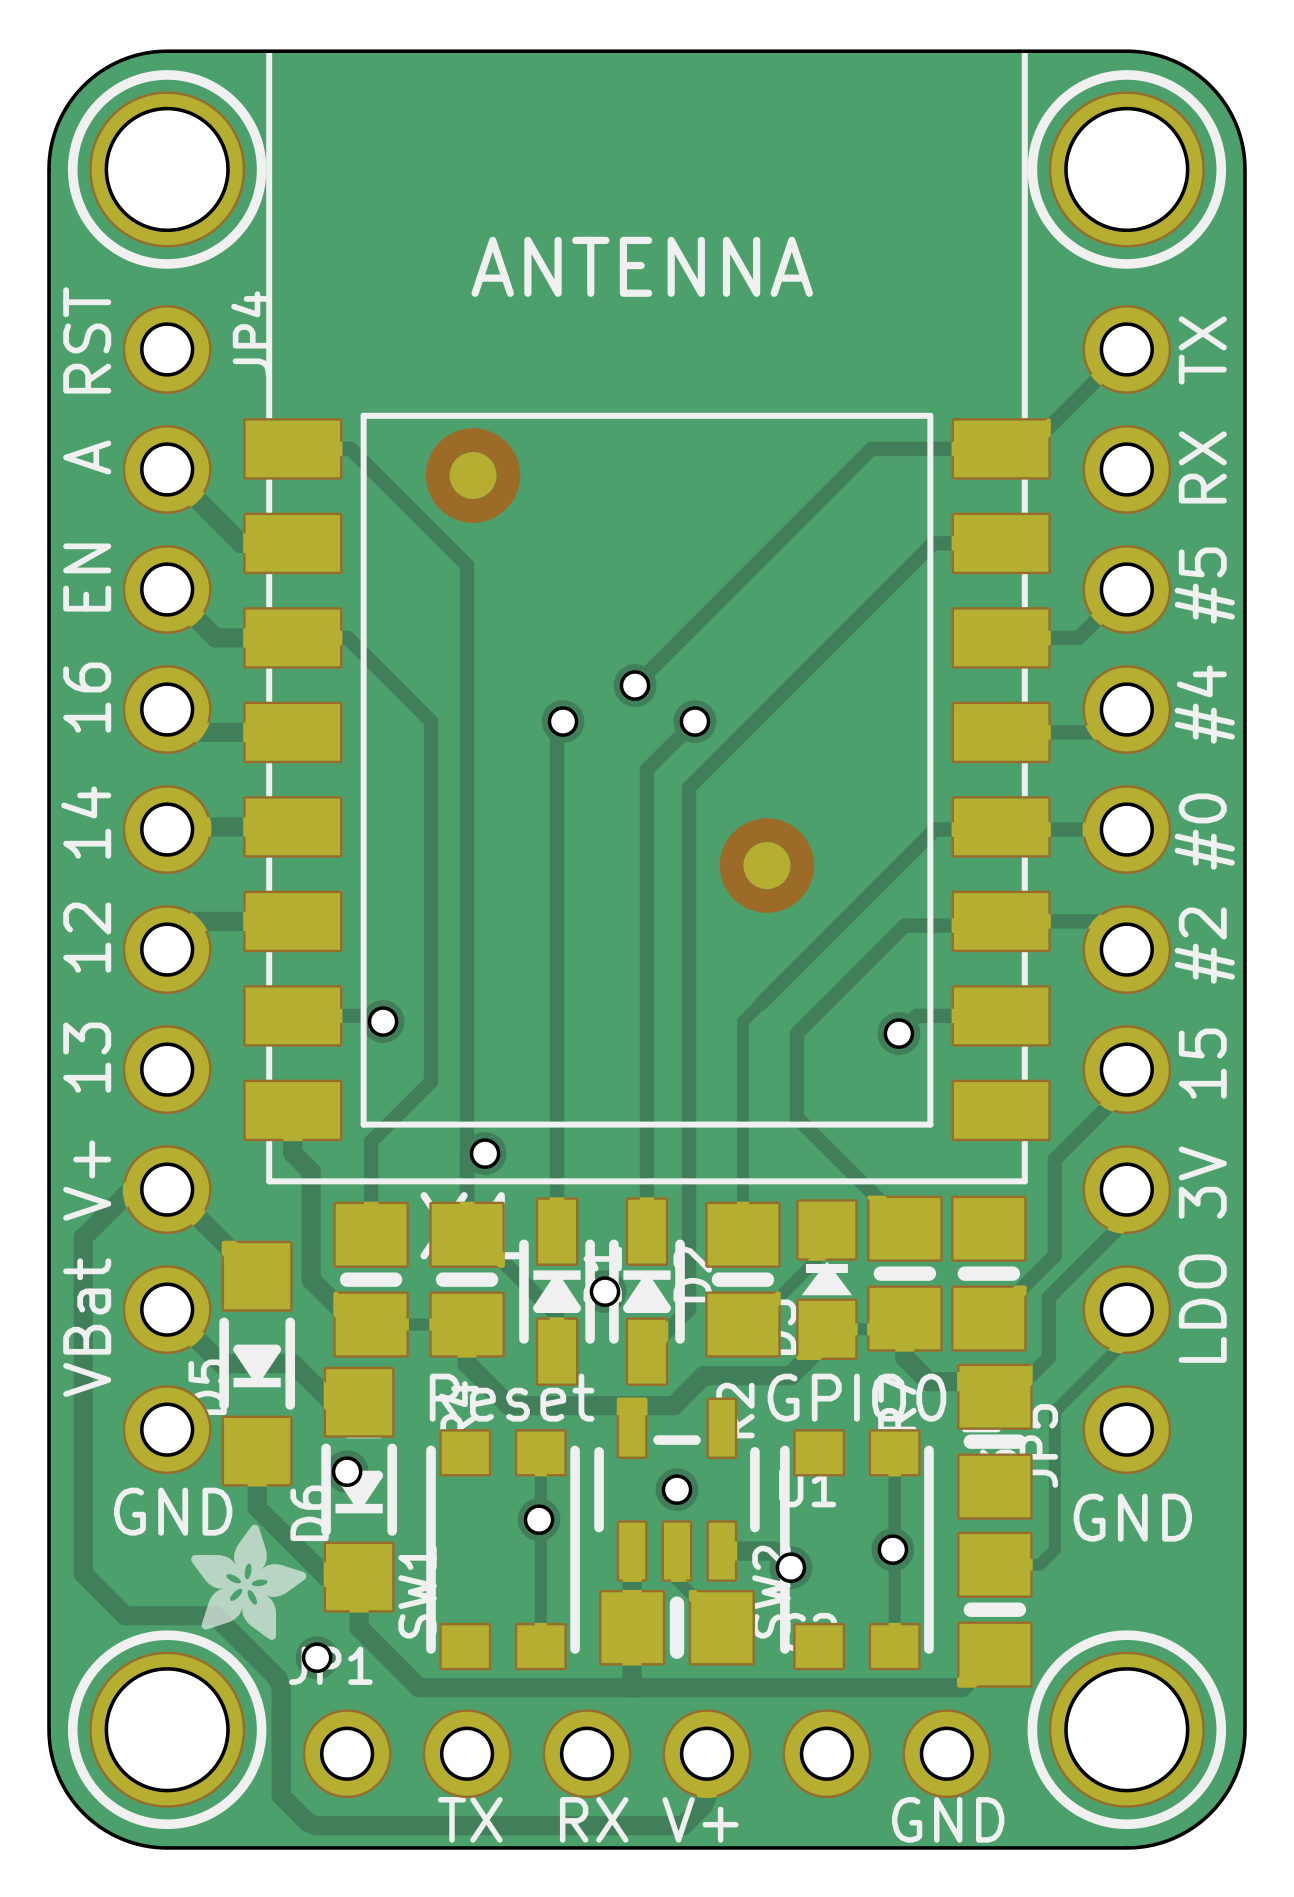 ANTENNA
RST
JP4
TX
A
RX
EN
#5
16
#4
14
#0
12
#2
13
15
V+
3V
VBat
LDO
D5
D6
Reset
GPIO0
U1
GND
GND
SW1
SW2
JP1
TX
RX
V+
GND